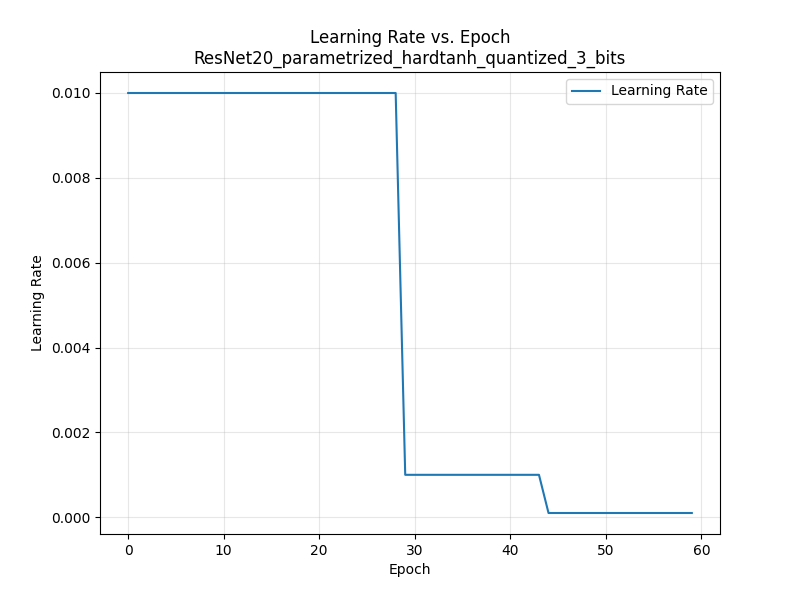 Learning Rate vs. Epoch
ResNet20_parametrized_hardtanh_quantized_3_bits
Learning Rate
0.010
0.008
0.006
0.004
0.002
0.000
Learning Rate
0 10 20 30 40 50 60
Epoch